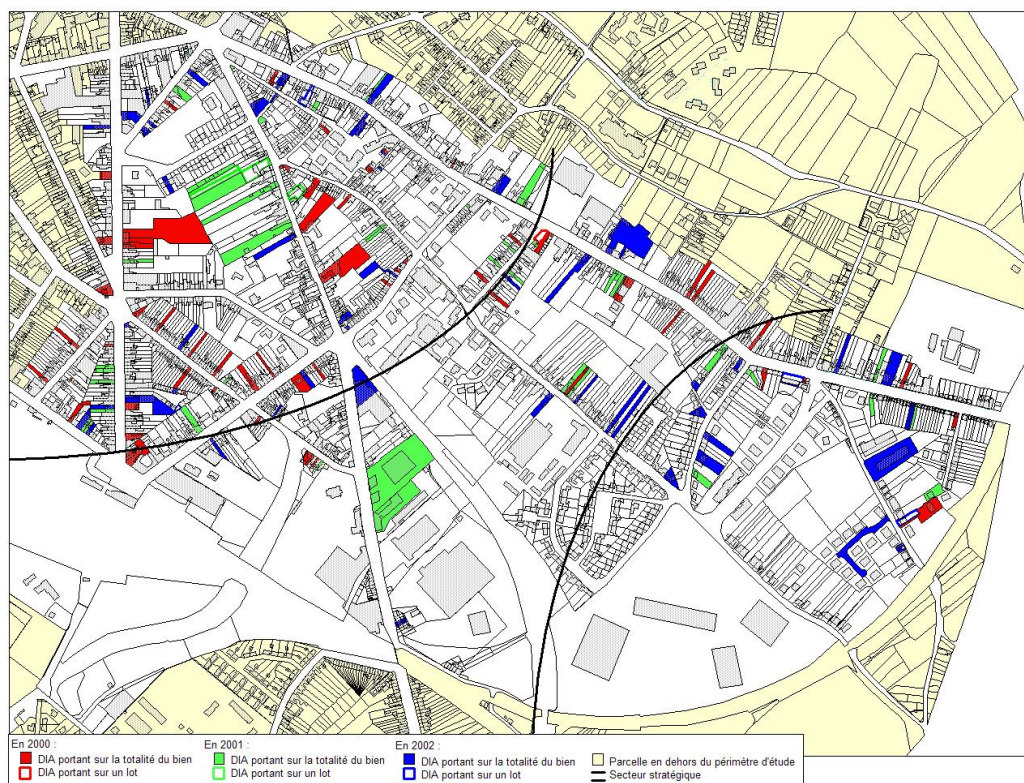 En 2000 :
DIA portant sur la totalité du bien
DIA portant sur un lot
En 2001 :
DIA portant sur la totalité du bien
DIA portant sur un lot
En 2002 :
DIA portant sur la totalité du bien
DIA portant sur un lot
Parcelle en dehors du périmètre d'étude
Secteur stratégique